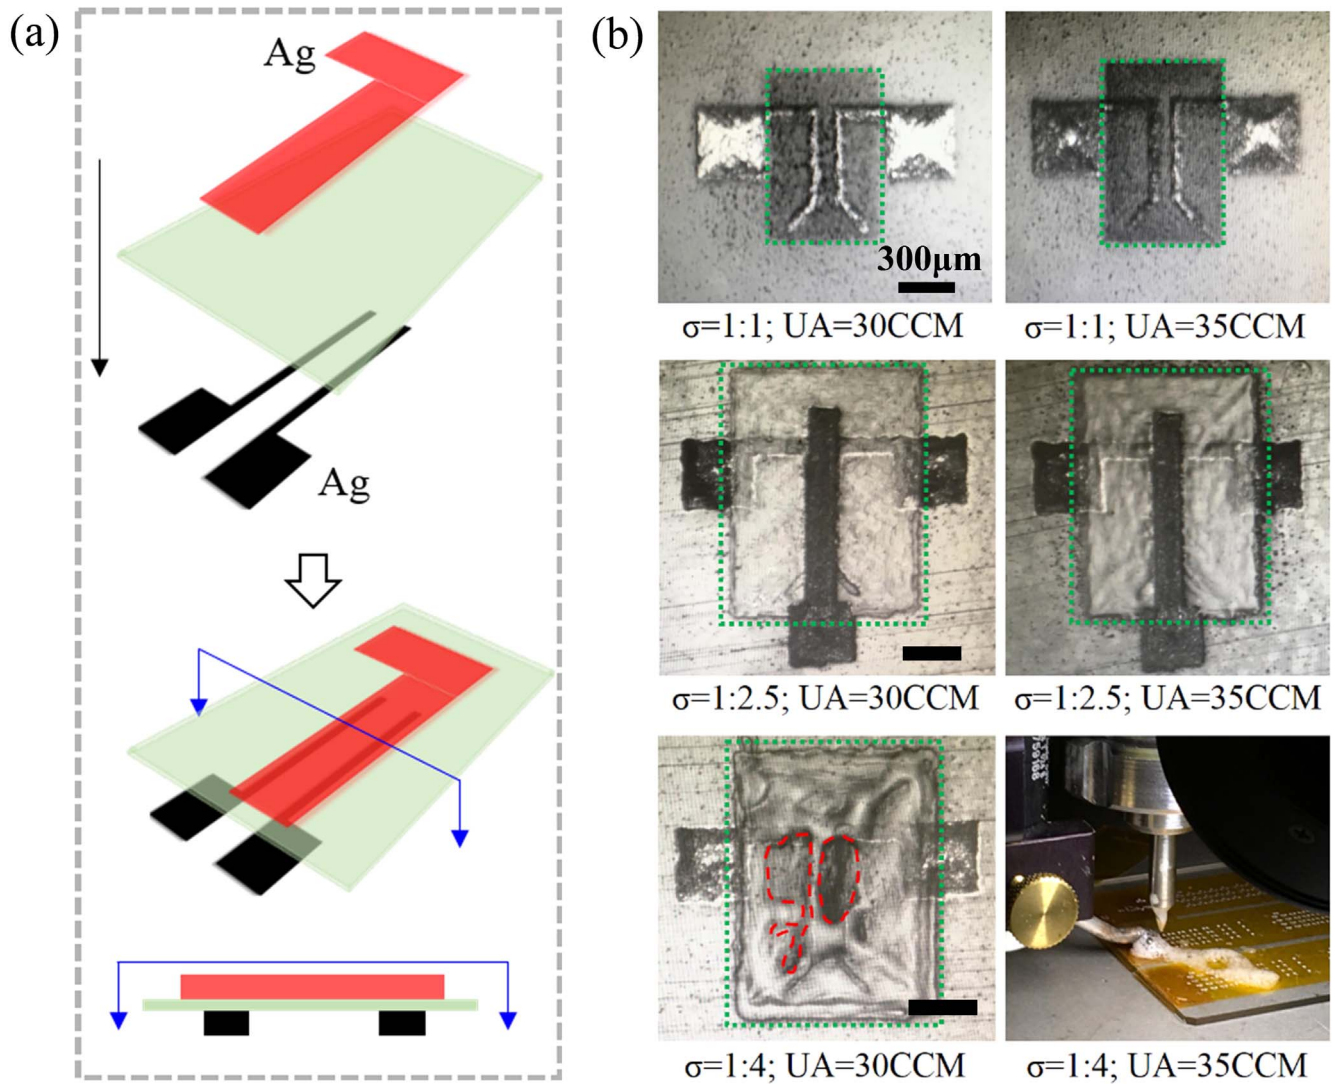 (a)
Ag
Ag
(b)
300μm
σ=1:1; UA=30CCM
σ=1:1; UA=35CCM
σ=1:2.5; UA=30CCM
σ=1:2.5; UA=35CCM
σ=1:4; UA=30CCM
σ=1:4; UA=35CCM